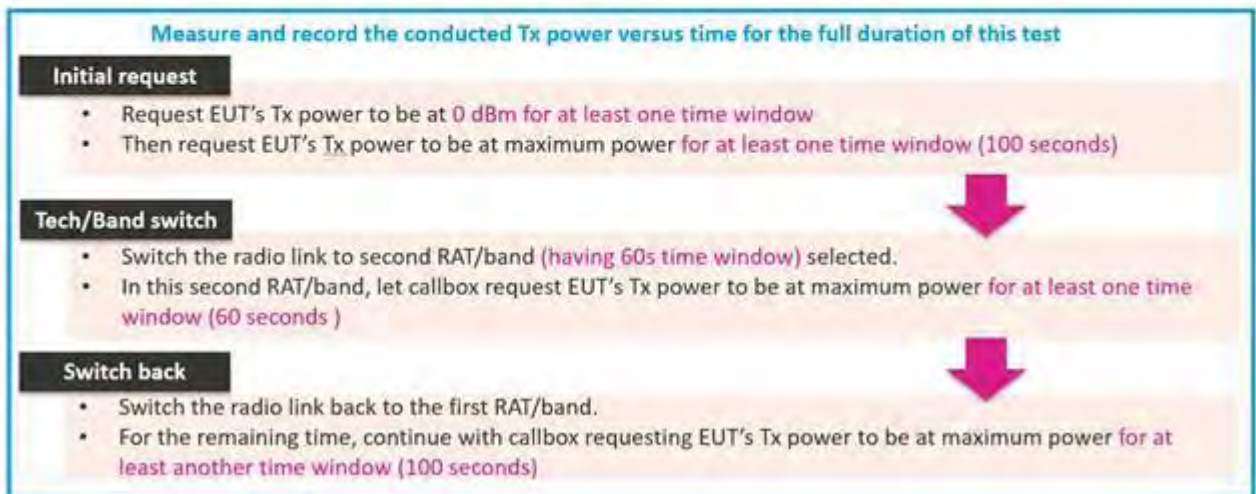 Measure and record the conducted Tx power versus time for the full duration of this test
Initial request
• Request EUT's Tx power to be at 0 dBm for at least one time window
• Then request EUT's Tx power to be at maximum power for at least one time window (100 seconds)
Tech/Band switch
• Switch the radio link to second RAT/band (having 60s time window) selected.
• In this second RAT/band, let callbox request EUT's Tx power to be at maximum power for at least one time
window (60 seconds )
Switch back
• Switch the radio link back to the first RAT/band.
• For the remaining time, continue with callbox requesting EUT's Tx power to be at maximum power for at
least another time window (100 seconds)